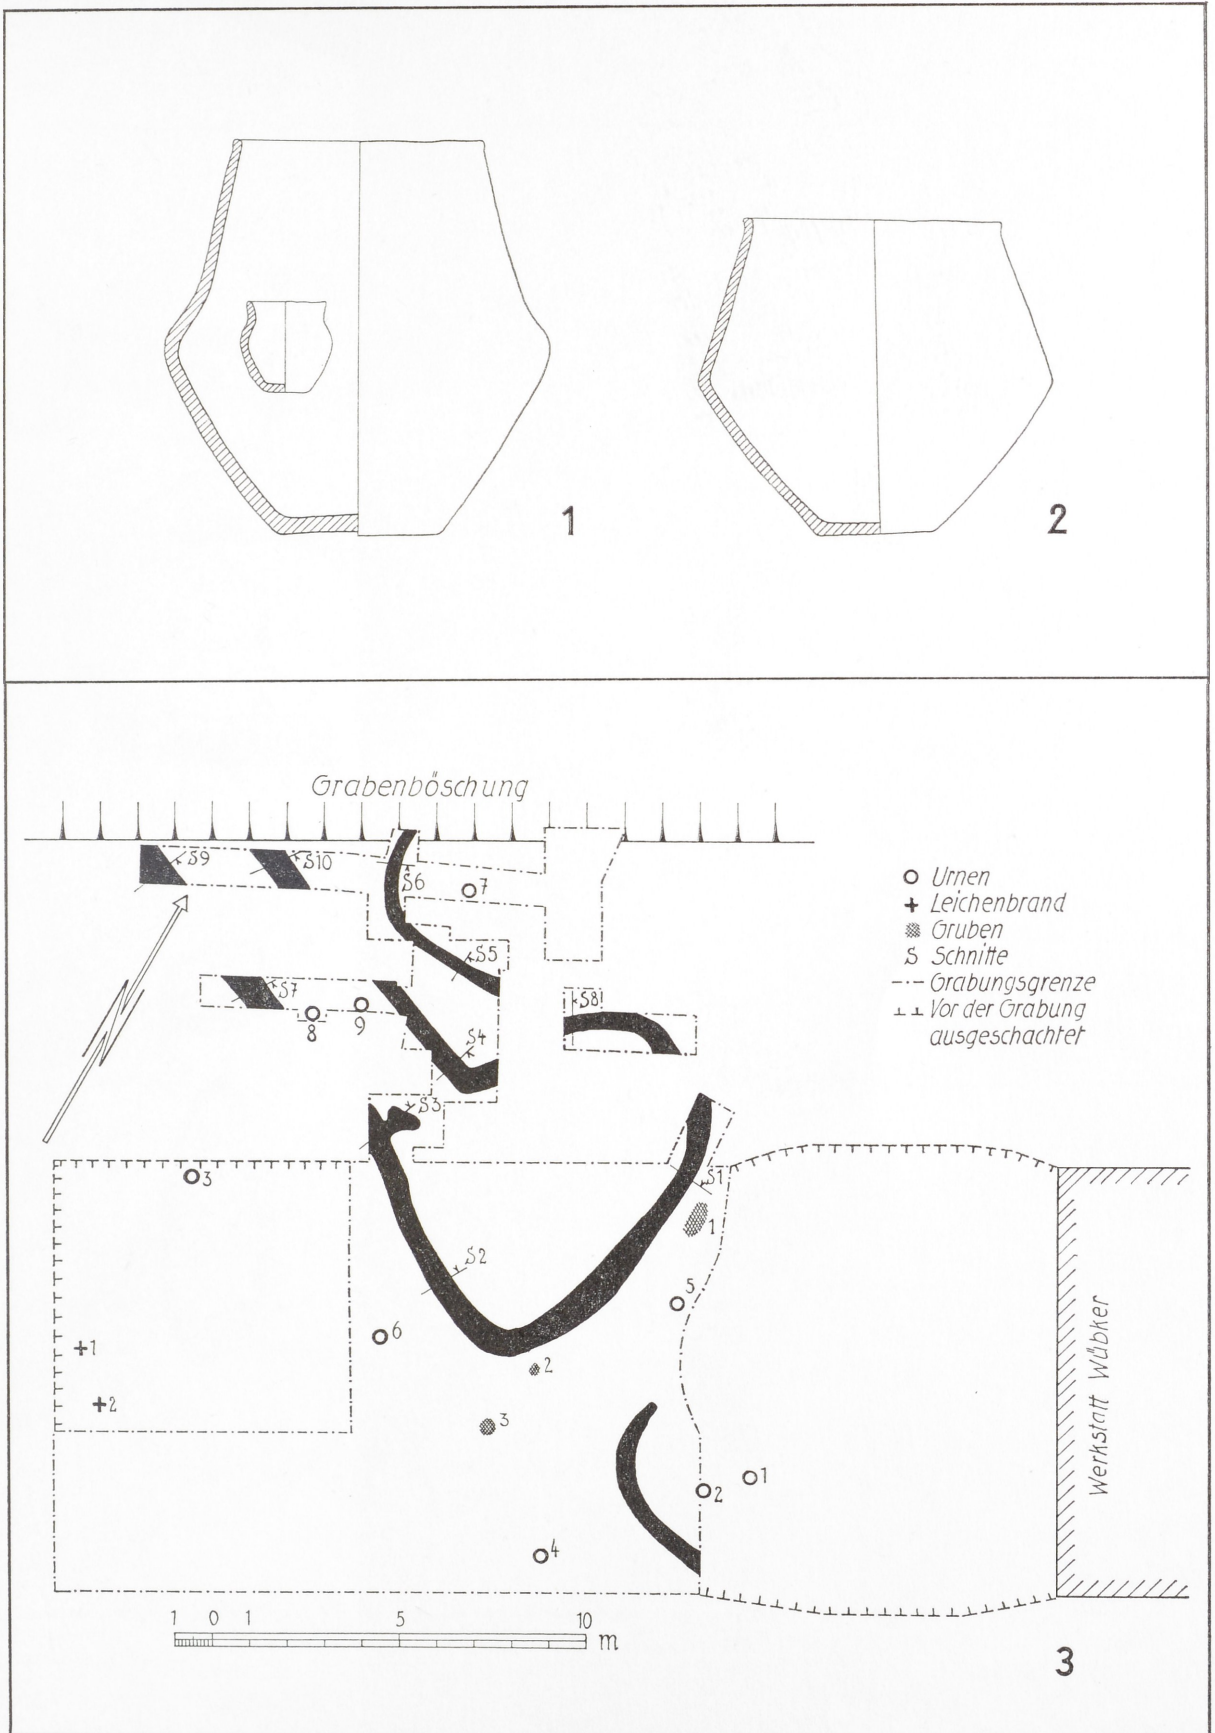 1
2
Grabenböschung
S9
S10
S6
7
S5
S7
8
9
S4
S8
S3
3
S1
1
S2
5
6
1
2
2
3
1
2
4
Werkstatt Wübker
Urnen
Leichenbrand
Gruben
S Schnitte
Grabungsgrenze
Vor der Grabung
ausgeschachtet
1 0 1 5 10 m
3